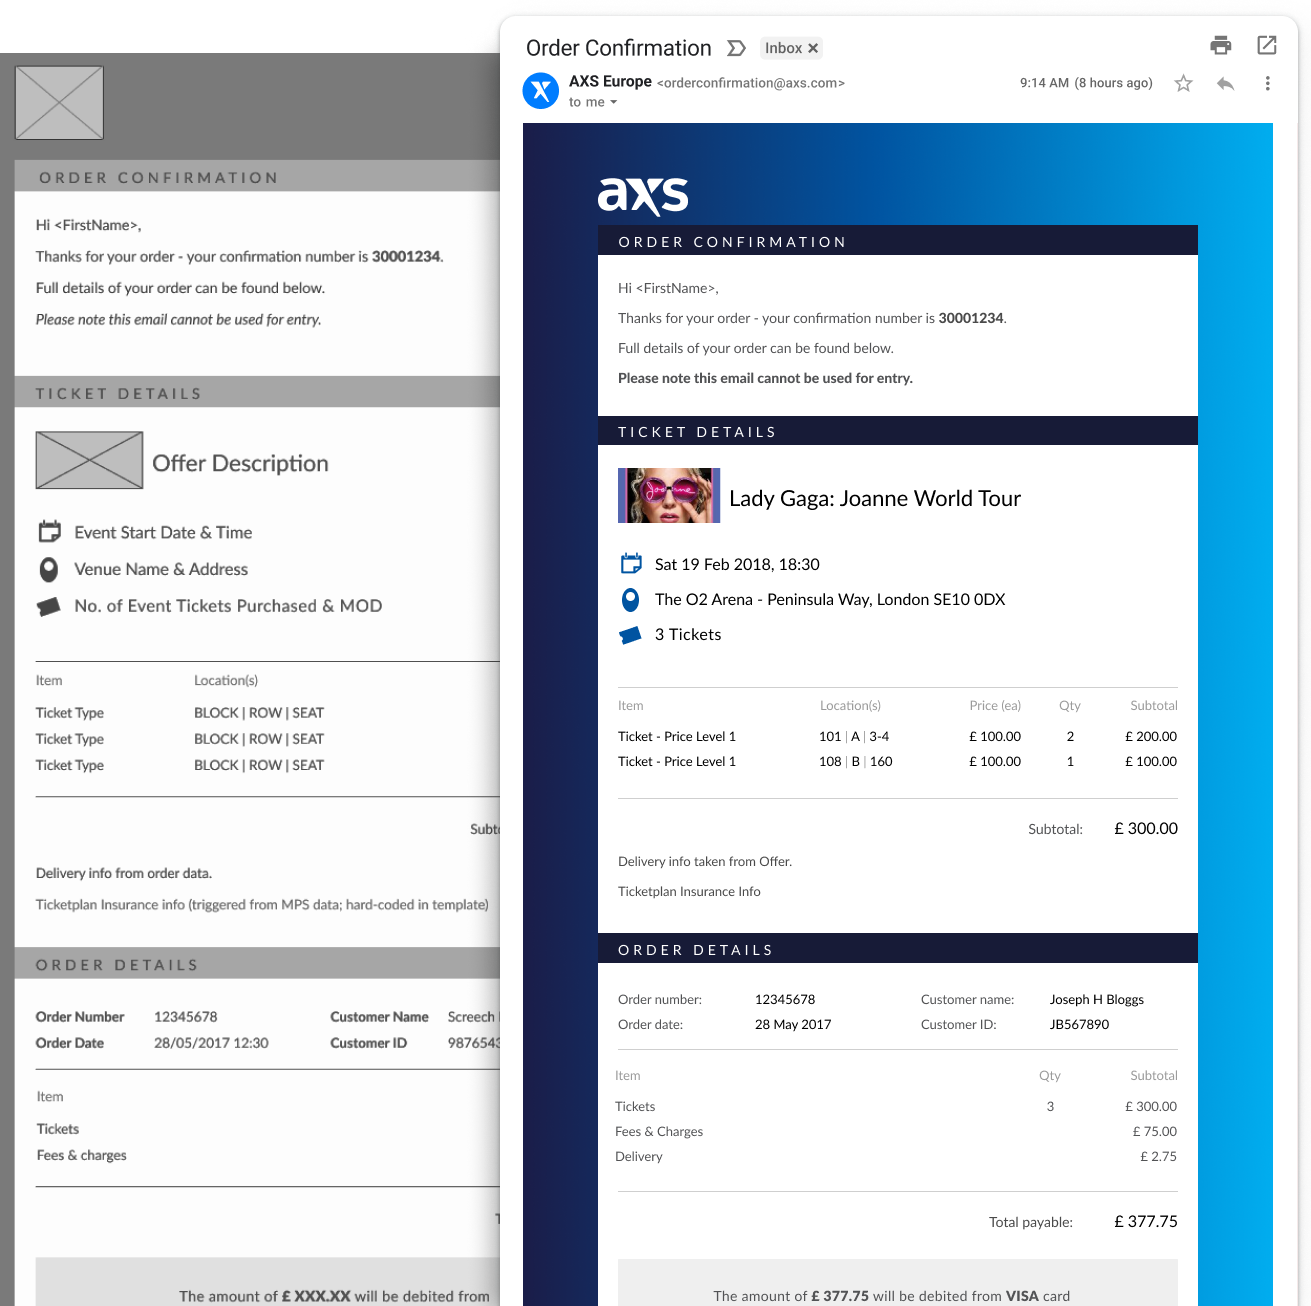 ORDER CONFIRMATION
Hi <FirstName>,
Thanks for your order - your confirmation number is 30001234.
Full details of your order can be found below.
Please note this email cannot be used for entry.
TICKET DETAILS
Offer Description
Event Start Date & Time
Venue Name & Address
No. of Event Tickets Purchased & MOD
Item Location(s)
Ticket Type BLOCK | ROW | SEAT
Ticket Type BLOCK | ROW | SEAT
Ticket Type BLOCK | ROW | SEAT
Delivery info from order data.
Ticketplan Insurance info (triggered from MPS data; hard-coded in template)
ORDER DETAILS
Order Number 12345678 Customer Name Screech
Order Date 28/05/2017 12:30 Customer ID 9876543
Item
Tickets
Fees & charges
The amount of £ XXX.XX will be debited from
Order Confirmation Inbox
AXS Europe <orderconfirmation@axs.com> 9:14 AM (8 hours ago)
to me
axs
ORDER CONFIRMATION
Hi <FirstName>,
Thanks for your order - your confirmation number is 30001234.
Full details of your order can be found below.
Please note this email cannot be used for entry.
TICKET DETAILS
Joanne
Lady Gaga: Joanne World Tour
Sat 19 Feb 2018, 18:30
The O2 Arena - Peninsula Way, London SE10 0DX
3 Tickets
Item Location(s) Price (ea) Qty Subtotal
Ticket - Price Level 1 101 | A | 3-4 £ 100.00 2 £ 200.00
Ticket - Price Level 1 108 | B | 160 £ 100.00 1 £ 100.00
Subtotal: £ 300.00
Delivery info taken from Offer.
Ticketplan Insurance Info
ORDER DETAILS
Order number: 12345678 Customer name: Joseph H Bloggs
Order date: 28 May 2017 Customer ID: JB567890
Item Qty Subtotal
Tickets 3 £ 300.00
Fees & Charges £ 75.00
Delivery £ 2.75
Total payable: £ 377.75
The amount of £ 377.75 will be debited from VISA card